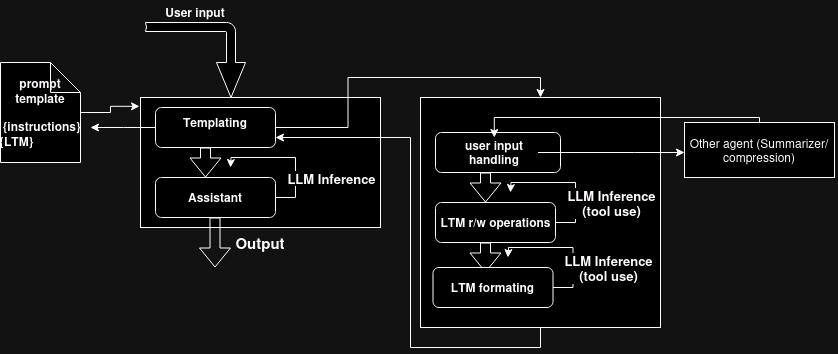 User input
prompt
template
{instructions}
{LTM}
Templating
LLM Inference
Assistant
Output
user input
handling
Other agent (Summarizer/
compression)
LLM Inference
(tool use)
LTM r/w operations
LLM Inference
(tool use)
LTM formating